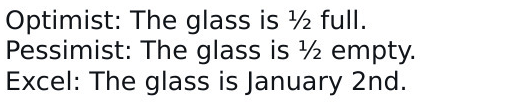 Optimist: The glass is ½ full.
Pessimist: The glass is ½ empty.
Excel: The glass is January 2nd.